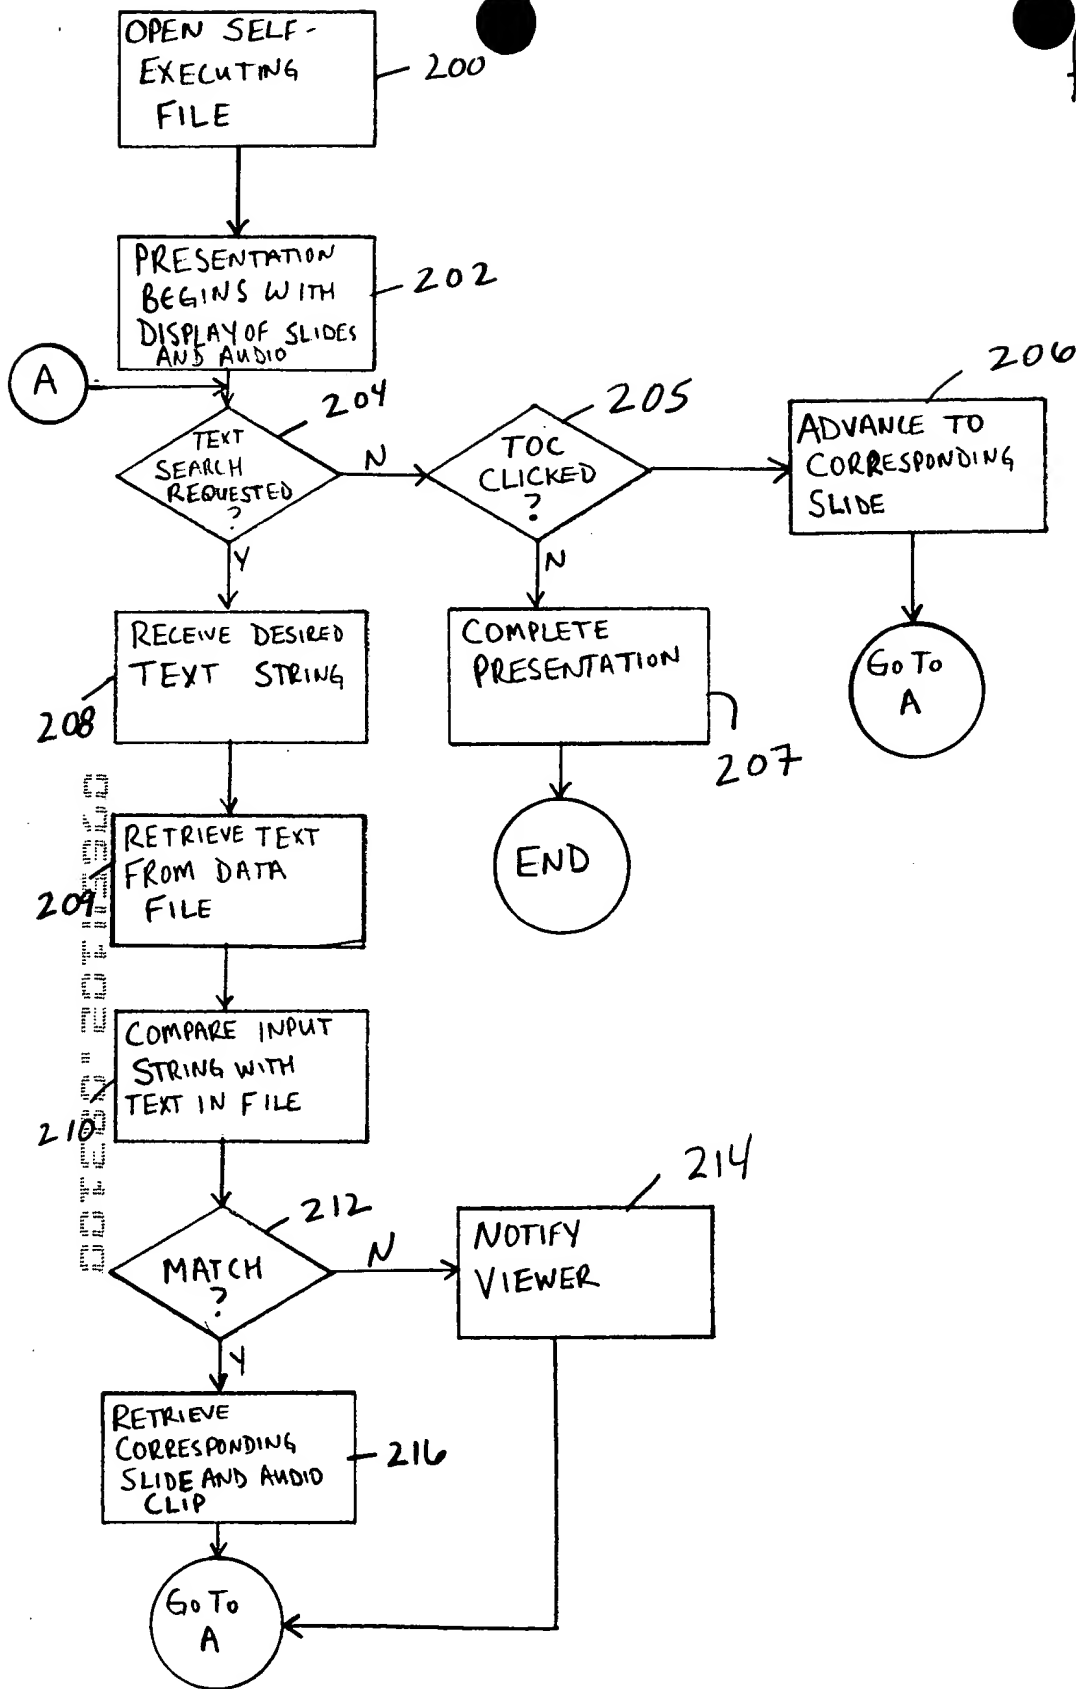 OPEN SELF-
EXECUTING
FILE
200
PRESENTATION
BEGINS WITH
DISPLAY OF SLIDES
AND AUDIO
202
A
TEXT
SEARCH
REQUESTED
?
204
N
Y
TOC
CLICKED
?
205
N
ADVANCE TO
CORRESPONDING
SLIDE
206
GO TO
A
COMPLETE
PRESENTATION
207
END
RECEIVE DESIRED
TEXT STRING
208
RETRIEVE TEXT
FROM DATA
FILE
209
COMPARE INPUT
STRING WITH
TEXT IN FILE
210
MATCH
?
212
N
Y
NOTIFY
VIEWER
214
RETRIEVE
CORRESPONDING
SLIDE AND AUDIO
CLIP
216
GO TO
A